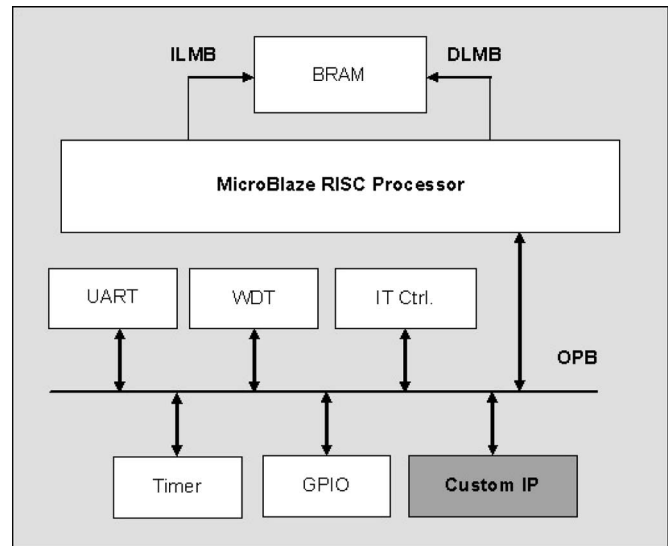 ILMB
BRAM
DLMB
MicroBlaze RISC Processor
UART
WDT
IT Ctrl.
OPB
Timer
GPIO
Custom IP